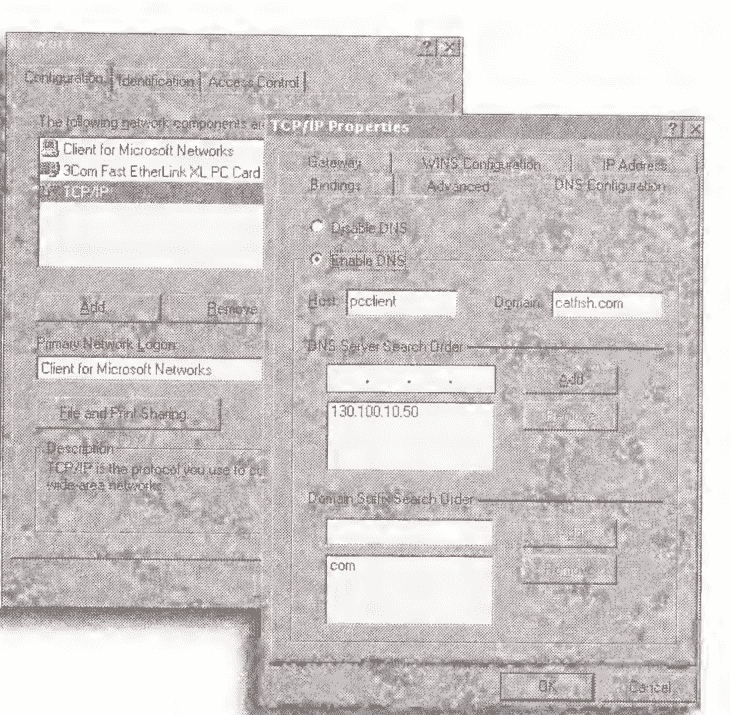 Network
Configuration Identification Access Control
The following network components are
Client for Microsoft Networks
3Com Fast EtherLink XL PC Card
TCP/IP
Add Remove
Primary Network Logon:
Client for Microsoft Networks
File and Print Sharing
Description
TCP/IP is the protocol you use to
wide-area networks
TCP/IP Properties
Gateway WINS Configuration IP Address
Bindings Advanced DNS Configuration
Disable DNS
Enable DNS
Host: pcclient Domain: catfish.com
DNS Server Search Order
. . . Add
130.100.10.50
Domain Suffix Search Order
com
Remove
OK Cancel